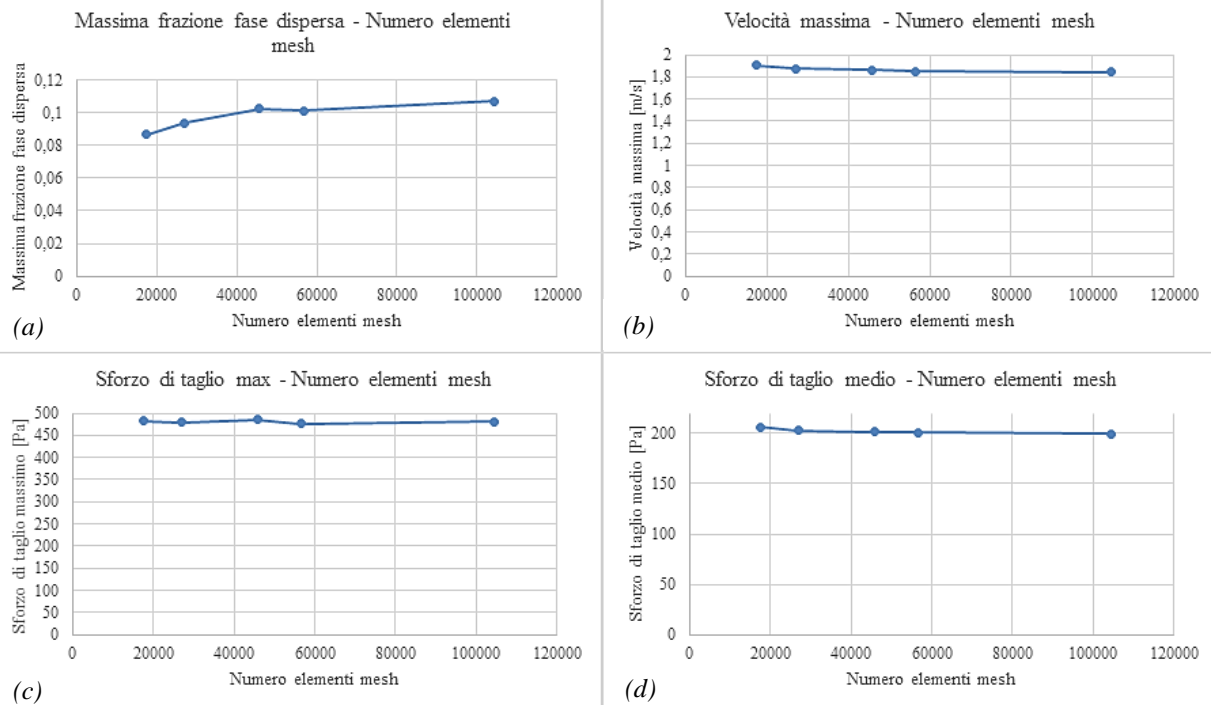 Massima frazione fase dispersa - Numero elementi
mesh
Massima frazione fase dispersa
0,12
0,1
0,08
0,06
0,04
0,02
0
0 20000 40000 60000 80000 100000 120000
Numero elementi mesh
(a)
Velocità massima - Numero elementi mesh
Velocità massima [m/s]
2
1,8
1,6
1,4
1,2
1
0,8
0,6
0,4
0,2
0
0 20000 40000 60000 80000 100000 120000
Numero elementi mesh
(b)
Sforzo di taglio max - Numero elementi mesh
Sforzo di taglio massimo [Pa]
500
450
400
350
300
250
200
150
100
50
0
0 20000 40000 60000 80000 100000 120000
Numero elementi mesh
(c)
Sforzo di taglio medio - Numero elementi mesh
Sforzo di taglio medio [Pa]
200
150
100
50
0
0 20000 40000 60000 80000 100000 120000
Numero elementi mesh
(d)